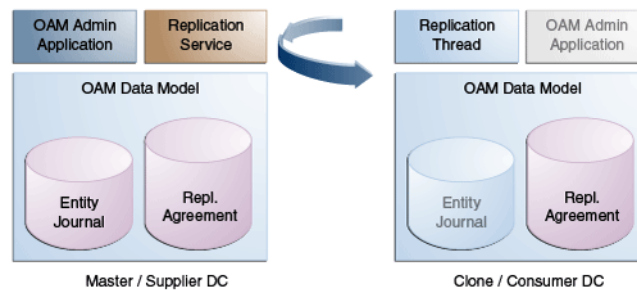 OAM Admin
Application
Replication
Service
OAM Data Model
Entity
Journal
Repl.
Agreement
Master / Supplier DC
Replication
Thread
OAM Admin
Application
OAM Data Model
Entity
Journal
Repl.
Agreement
Clone / Consumer DC